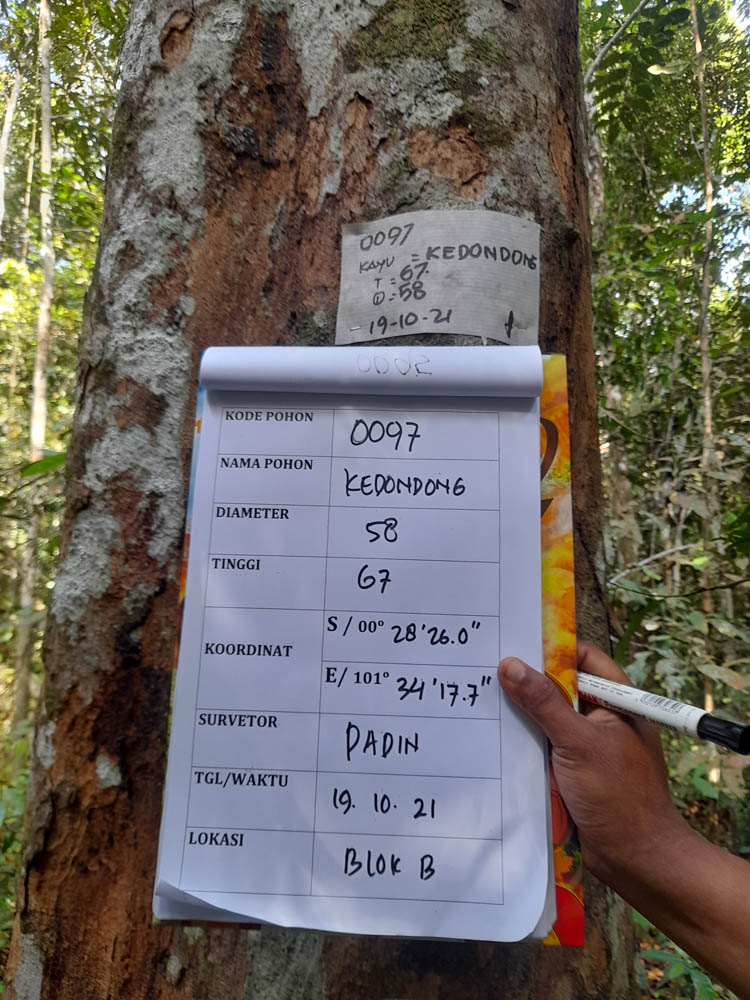 0097
KAYU = KEDONDONG
T = 67.
D = 58
19-10-21
0002
KODE POHON 0097
NAMA POHON KEDONDONG
DIAMETER 58
TINGGI 67
KOORDINAT S / 00° 28'26.0"
E/ 101° 34'17.7"
SURVETOR PADIN
TGL/WAKTU 19. 10. 21
LOKASI BLOK B